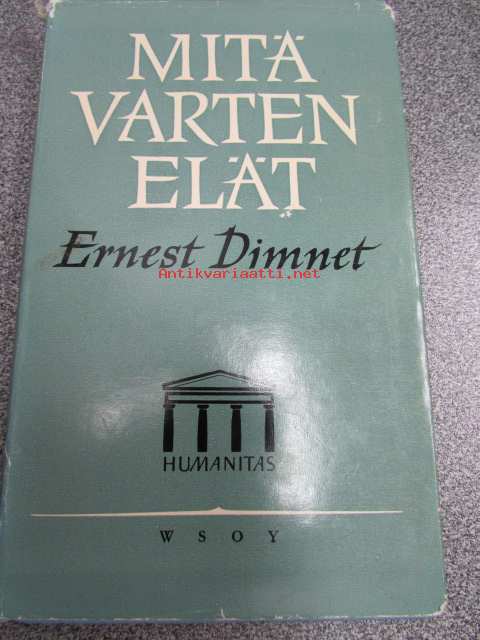 MITÄ
VARTEN
ELÄT
Ernest Dimnet
Antikvariaatti.net
HUMANITAS
WSOY